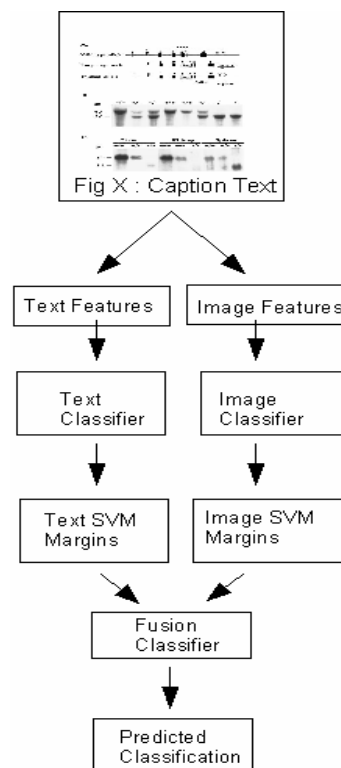 Fig X : Caption Text
Text Features
Image Features
Text
Classifier
Image
Classifier
Text SVM
Margins
Image SVM
Margins
Fusion
Classifier
Predicted
Classification